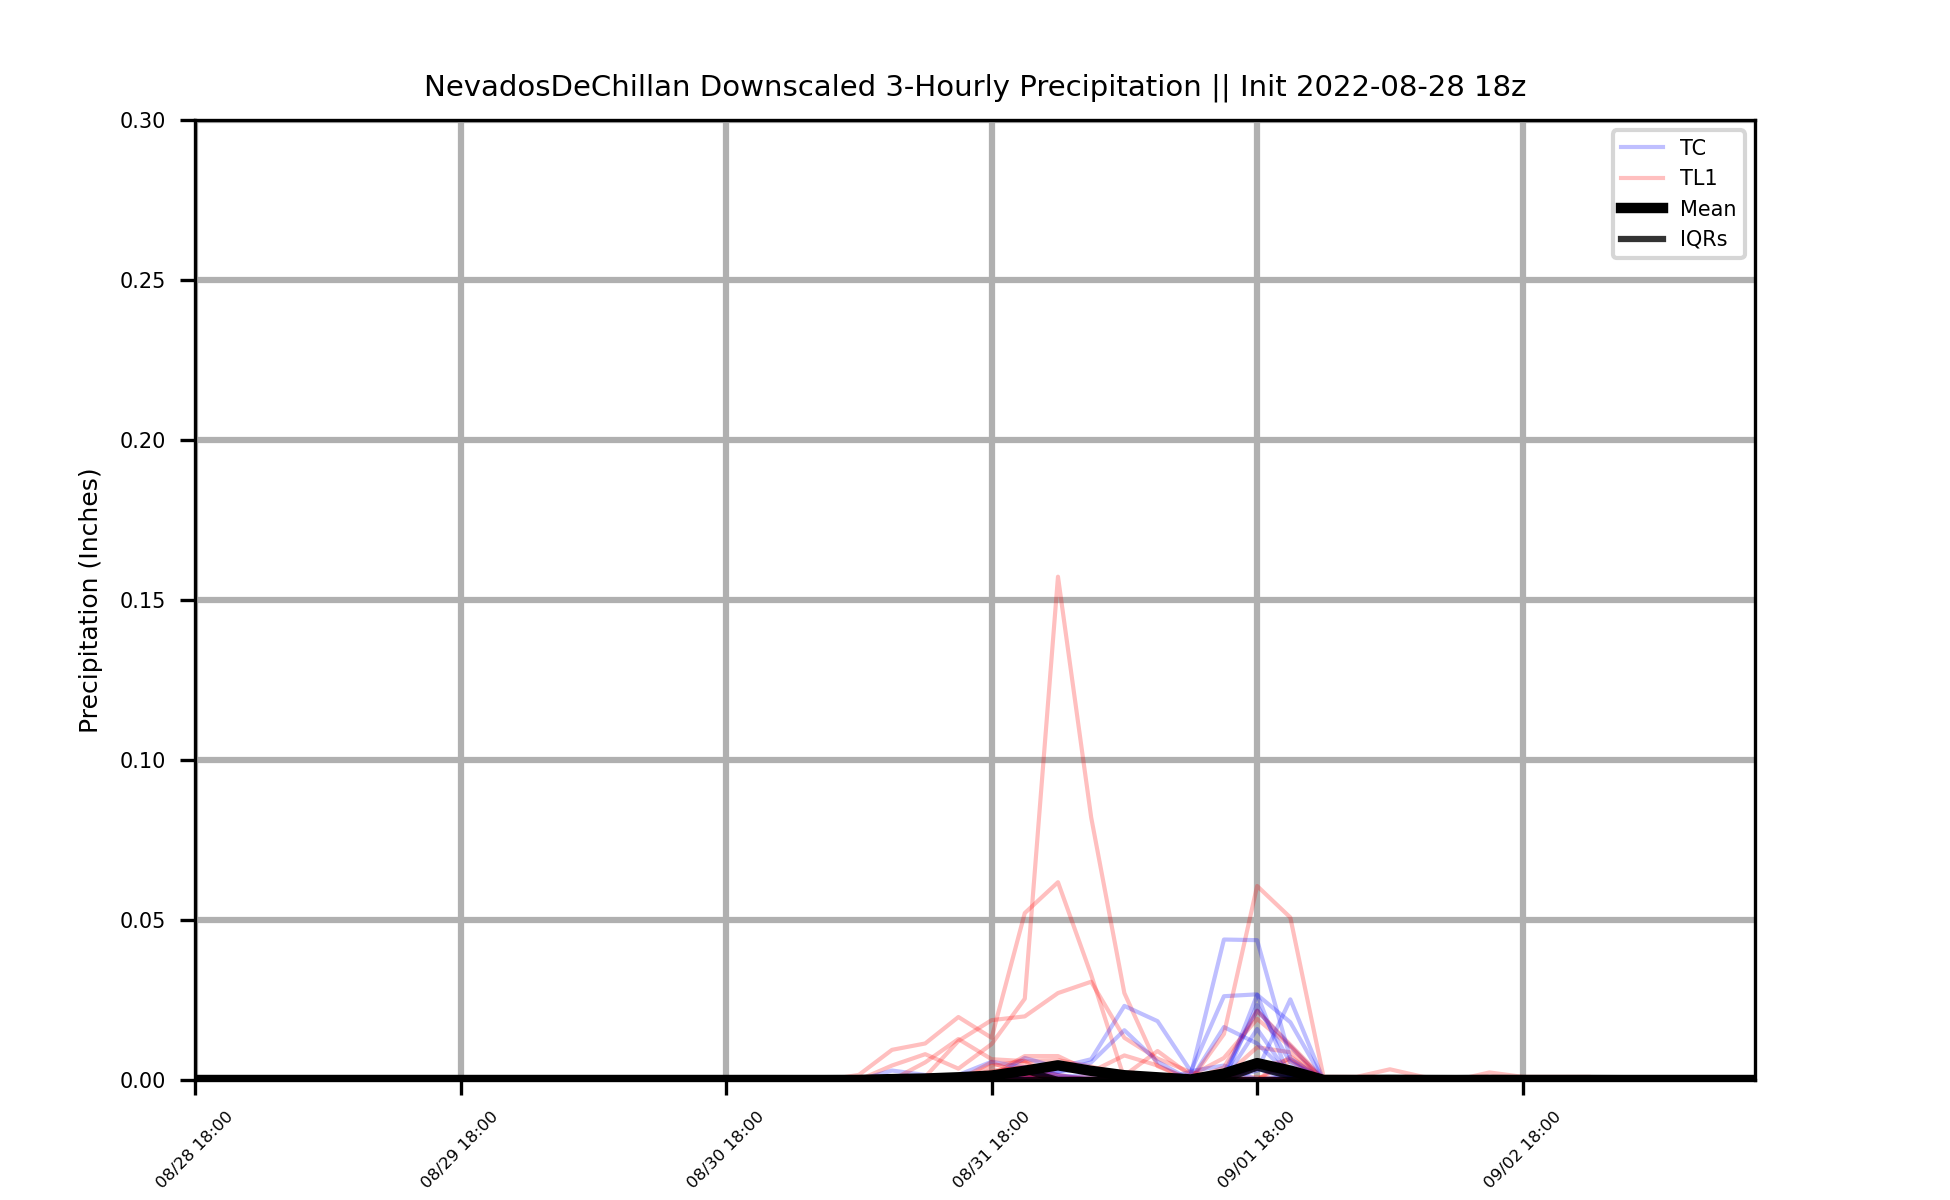 NevadosDeChillan Downscaled 3-Hourly Precipitation || Init 2022-08-28 18z
TC
TL1
Mean
IQRs
Precipitation (Inches)
0.30
0.25
0.20
0.15
0.10
0.05
0.00
08/28 18:00
08/29 18:00
08/30 18:00
08/31 18:00
09/01 18:00
09/02 18:00